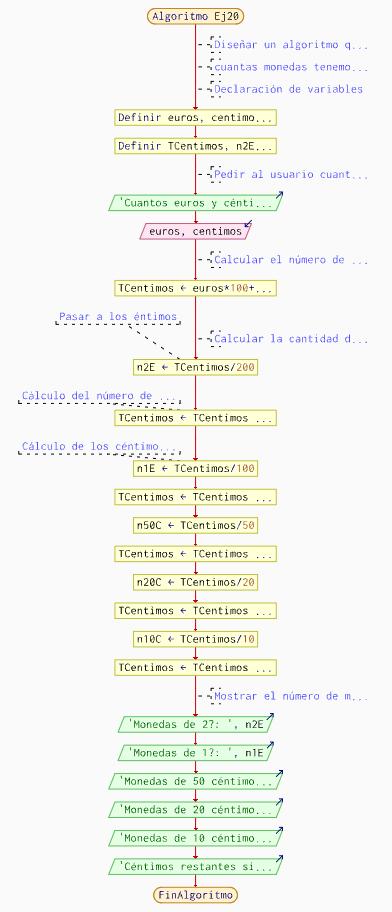 Algoritmo Ej20
Diseñar un algoritmo q...
cuantas monedas tenemo...
Declaración de variables
Definir euros, centimo...
Definir TCentimos, n2E...
Pedir al usuario cuant...
'Cuantos euros y cénti...
euros, centimos
Calcular el número de ...
TCentimos ← euros*100+...
Pasar a los éntimos
Calcular la cantidad d...
n2E ← TCentimos/200
Cálculo del número de ...
TCentimos ← TCentimos ...
Cálculo de los céntimo...
n1E ← TCentimos/100
TCentimos ← TCentimos ...
n50C ← TCentimos/50
TCentimos ← TCentimos ...
n20C ← TCentimos/20
TCentimos ← TCentimos ...
n10C ← TCentimos/10
TCentimos ← TCentimos ...
Mostrar el número de m...
'Monedas de 2?: ', n2E
'Monedas de 1?: ', n1E
'Monedas de 50 céntimo...
'Monedas de 20 céntimo...
'Monedas de 10 céntimo...
'Céntimos restantes si...
FinAlgoritmo